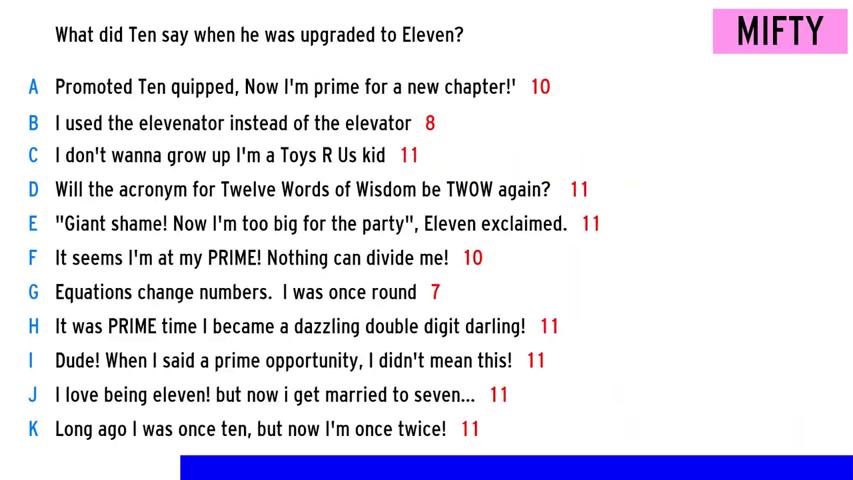 What did Ten say when he was upgraded to Eleven?
MIFTY
A Promoted Ten quipped, Now I'm prime for a new chapter!' 10
B I used the elevenator instead of the elevator 8
C I don't wanna grow up I'm a Toys R Us kid 11
D Will the acronym for Twelve Words of Wisdom be TWOW again? 11
E "Giant shame! Now I'm too big for the party", Eleven exclaimed. 11
F It seems I'm at my PRIME! Nothing can divide me! 10
G Equations change numbers. I was once round 7
H It was PRIME time I became a dazzling double digit darling! 11
I Dude! When I said a prime opportunity, I didn't mean this! 11
J I love being eleven! but now i get married to seven... 11
K Long ago I was once ten, but now I'm once twice! 11